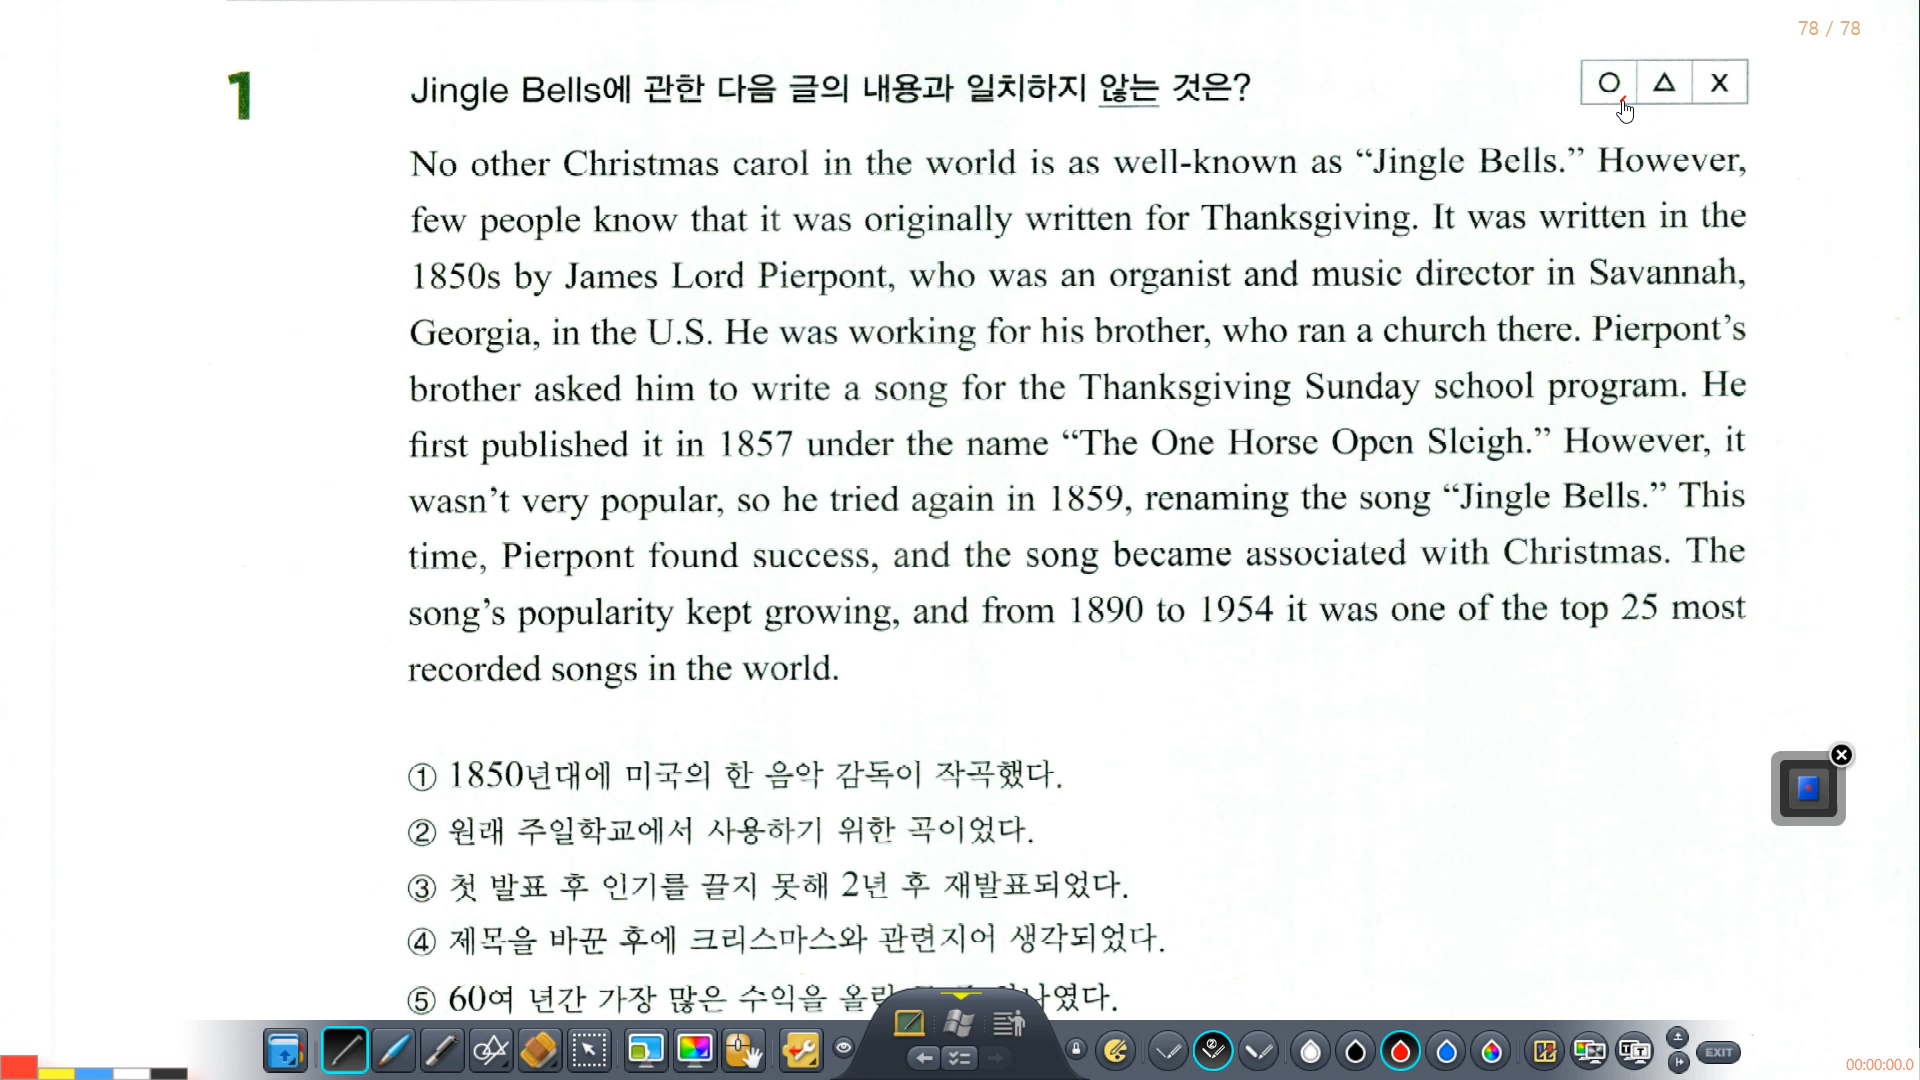 78 / 78
1
Jingle Bells에 관한 다음 글의 내용과 일치하지 않는 것은?
O △ X
No other Christmas carol in the world is as well-known as “Jingle Bells.” However,
few people know that it was originally written for Thanksgiving. It was written in the
1850s by James Lord Pierpont, who was an organist and music director in Savannah,
Georgia, in the U.S. He was working for his brother, who ran a church there. Pierpont’s
brother asked him to write a song for the Thanksgiving Sunday school program. He
first published it in 1857 under the name “The One Horse Open Sleigh.” However, it
wasn’t very popular, so he tried again in 1859, renaming the song “Jingle Bells.” This
time, Pierpont found success, and the song became associated with Christmas. The
song’s popularity kept growing, and from 1890 to 1954 it was one of the top 25 most
recorded songs in the world.
① 1850년대에 미국의 한 음악 감독이 작곡했다.
② 원래 주일학교에서 사용하기 위한 곡이었다.
③ 첫 발표 후 인기를 끌지 못해 2년 후 재발표되었다.
④ 제목을 바꾼 후에 크리스마스와 관련지어 생각되었다.
⑤ 60여 년간 가장 많은 수익을
EXIT
00:00:00.0